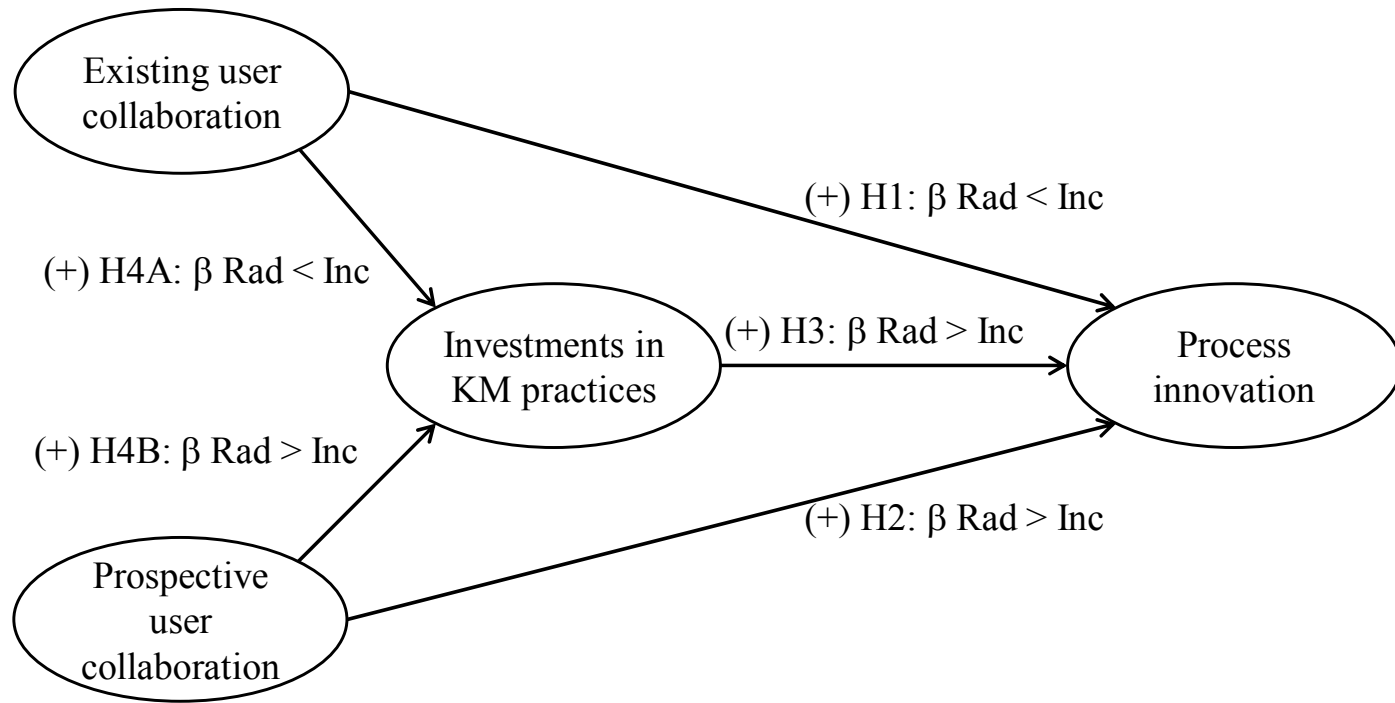 Existing user
collaboration
(+) H1: β Rad < Inc
(+) H4A: β Rad < Inc
Investments in
KM practices
(+) H3: β Rad > Inc
Process
innovation
(+) H4B: β Rad > Inc
(+) H2: β Rad > Inc
Prospective
user
collaboration